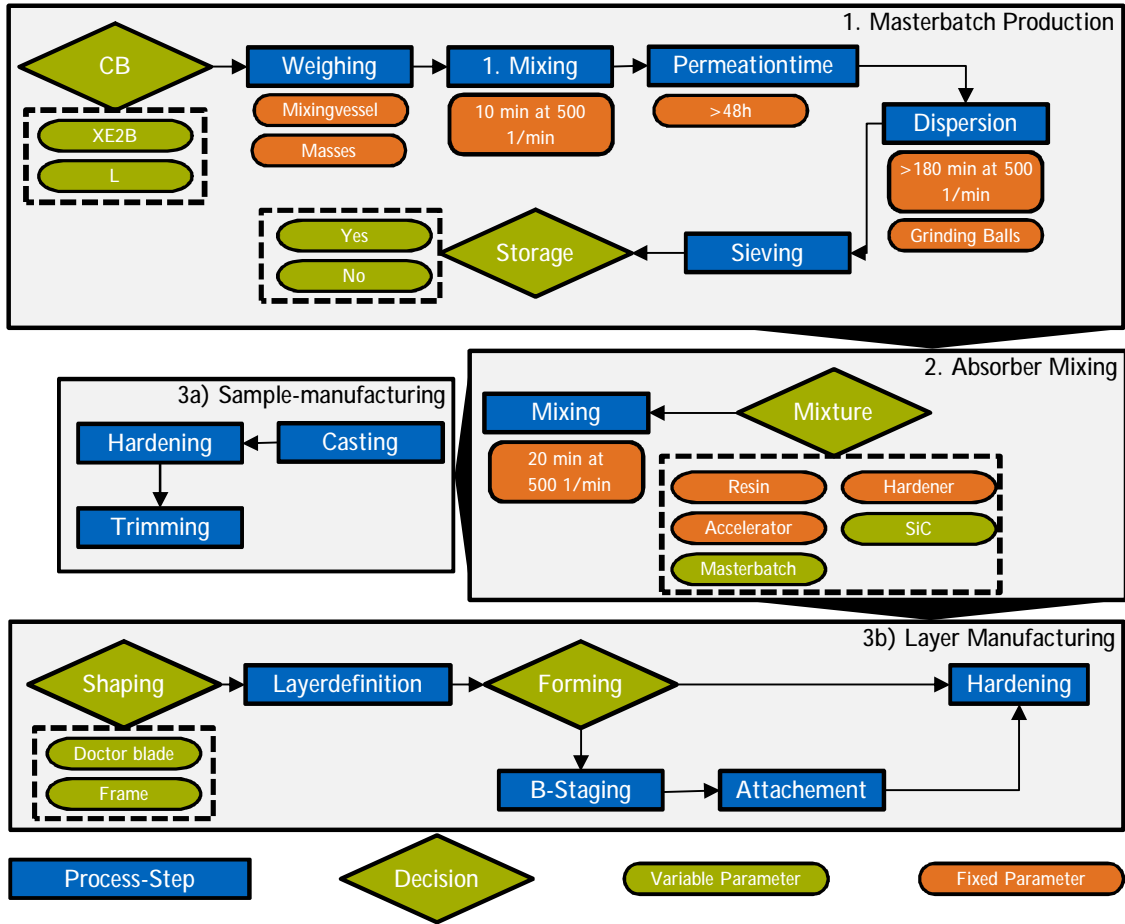 1. Masterbatch Production
CB
Weighing
1. Mixing
Permeationtime
XE2B
L
Mixingvessel
Masses
10 min at 500
1/min
>48h
Dispersion
>180 min at 500
1/min
Grinding Balls
Yes
No
Storage
Sieving
2. Absorber Mixing
Mixing
Mixture
20 min at
500 1/min
Resin
Hardener
Accelerator
SiC
Masterbatch
3a) Sample-manufacturing
Hardening
Casting
Trimming
3b) Layer Manufacturing
Shaping
Layerdefinition
Forming
Hardening
Doctor blade
Frame
B-Staging
Attachement
Process-Step
Decision
Variable Parameter
Fixed Parameter